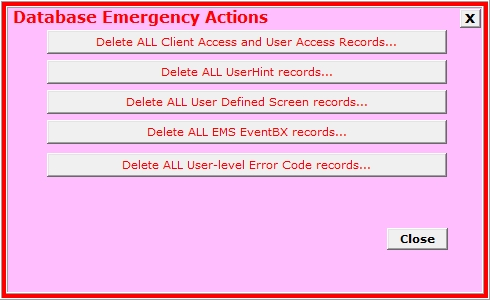 Database Emergency Actions
X
Delete ALL Client Access and User Access Records...
Delete ALL UserHint records...
Delete ALL User Defined Screen records...
Delete ALL EMS EventBX records...
Delete ALL User-level Error Code records...
Close